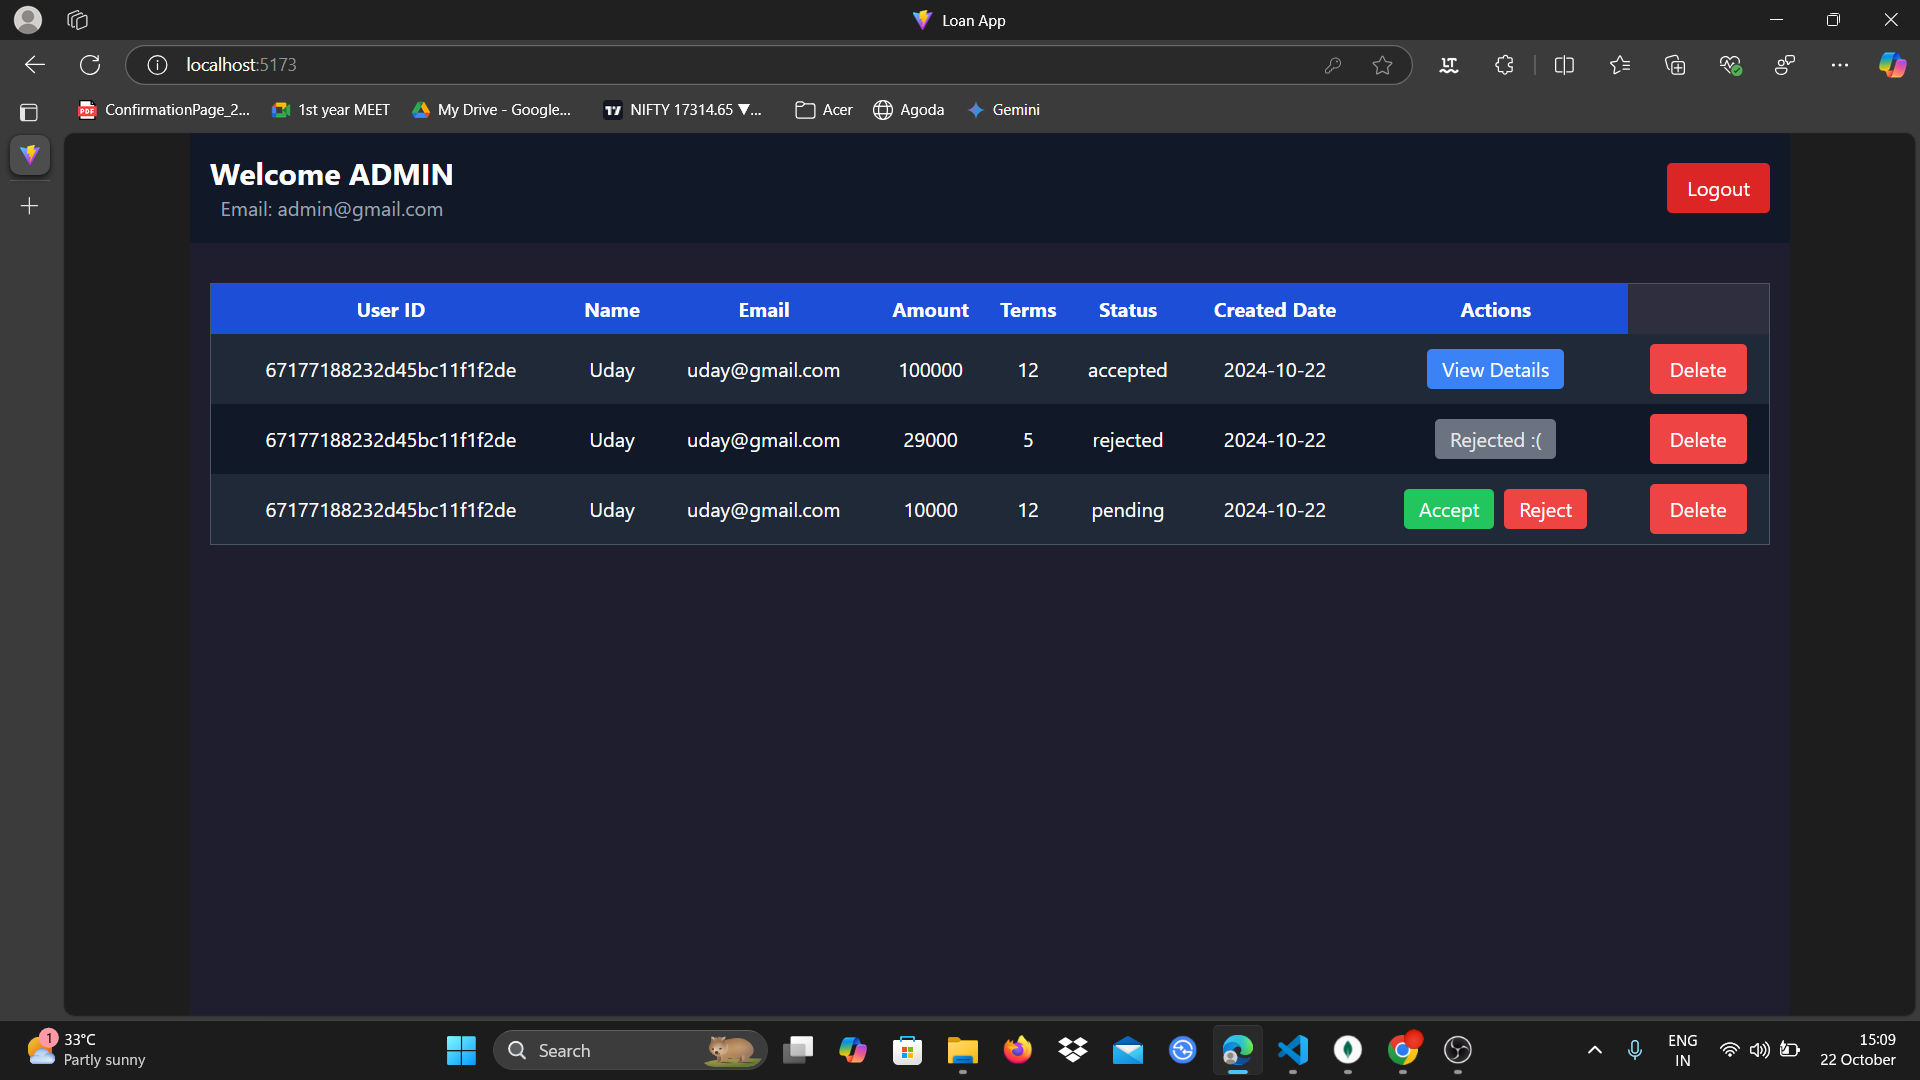 Loan App
localhost:5173
ConfirmationPage_2... 1st year MEET My Drive - Google... NIFTY 17314.65 ▼... Acer Agoda Gemini
Welcome ADMIN
Email: admin@gmail.com
Logout
User ID Name Email Amount Terms Status Created Date Actions
67177188232d45bc11f1f2de Uday uday@gmail.com 100000 12 accepted 2024-10-22 View Details Delete
67177188232d45bc11f1f2de Uday uday@gmail.com 29000 5 rejected 2024-10-22 Rejected :( Delete
67177188232d45bc11f1f2de Uday uday@gmail.com 10000 12 pending 2024-10-22 Accept Reject Delete
1 33°C
Partly sunny
Search
ENG
IN
15:09
22 October